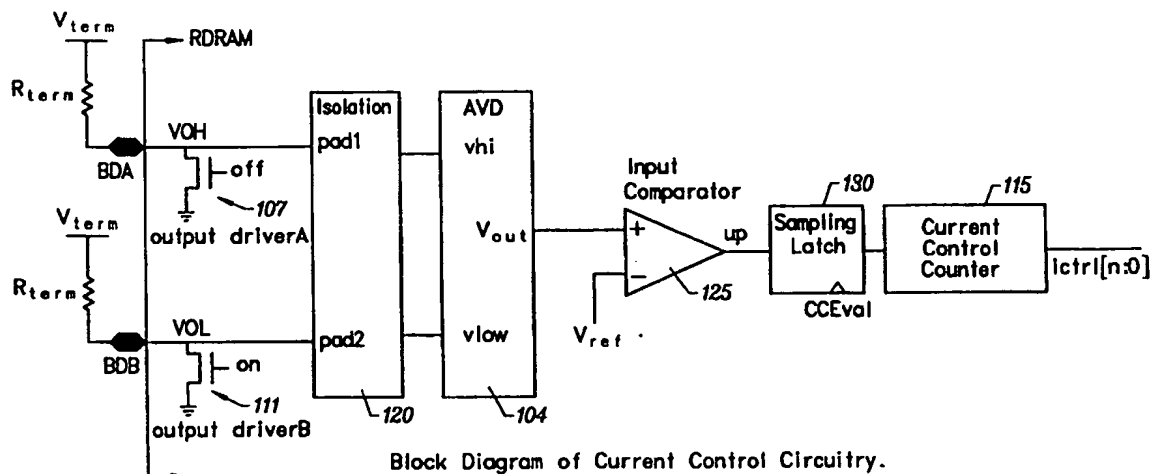 Vterm
RDRAM
Rterm
Isolation
AVD
VOH
pad1
vhi
BDA
off
107
output driverA
Input
Comparator
130
115
Vterm
Vout
+
up
Sampling
Latch
Current
Control
Counter
ictrl[n:0]
−
125
CCEval
Rterm
Vref
VOL
pad2
vlow
BDB
on
111
output driverB
120
104
Block Diagram of Current Control Circuitry.